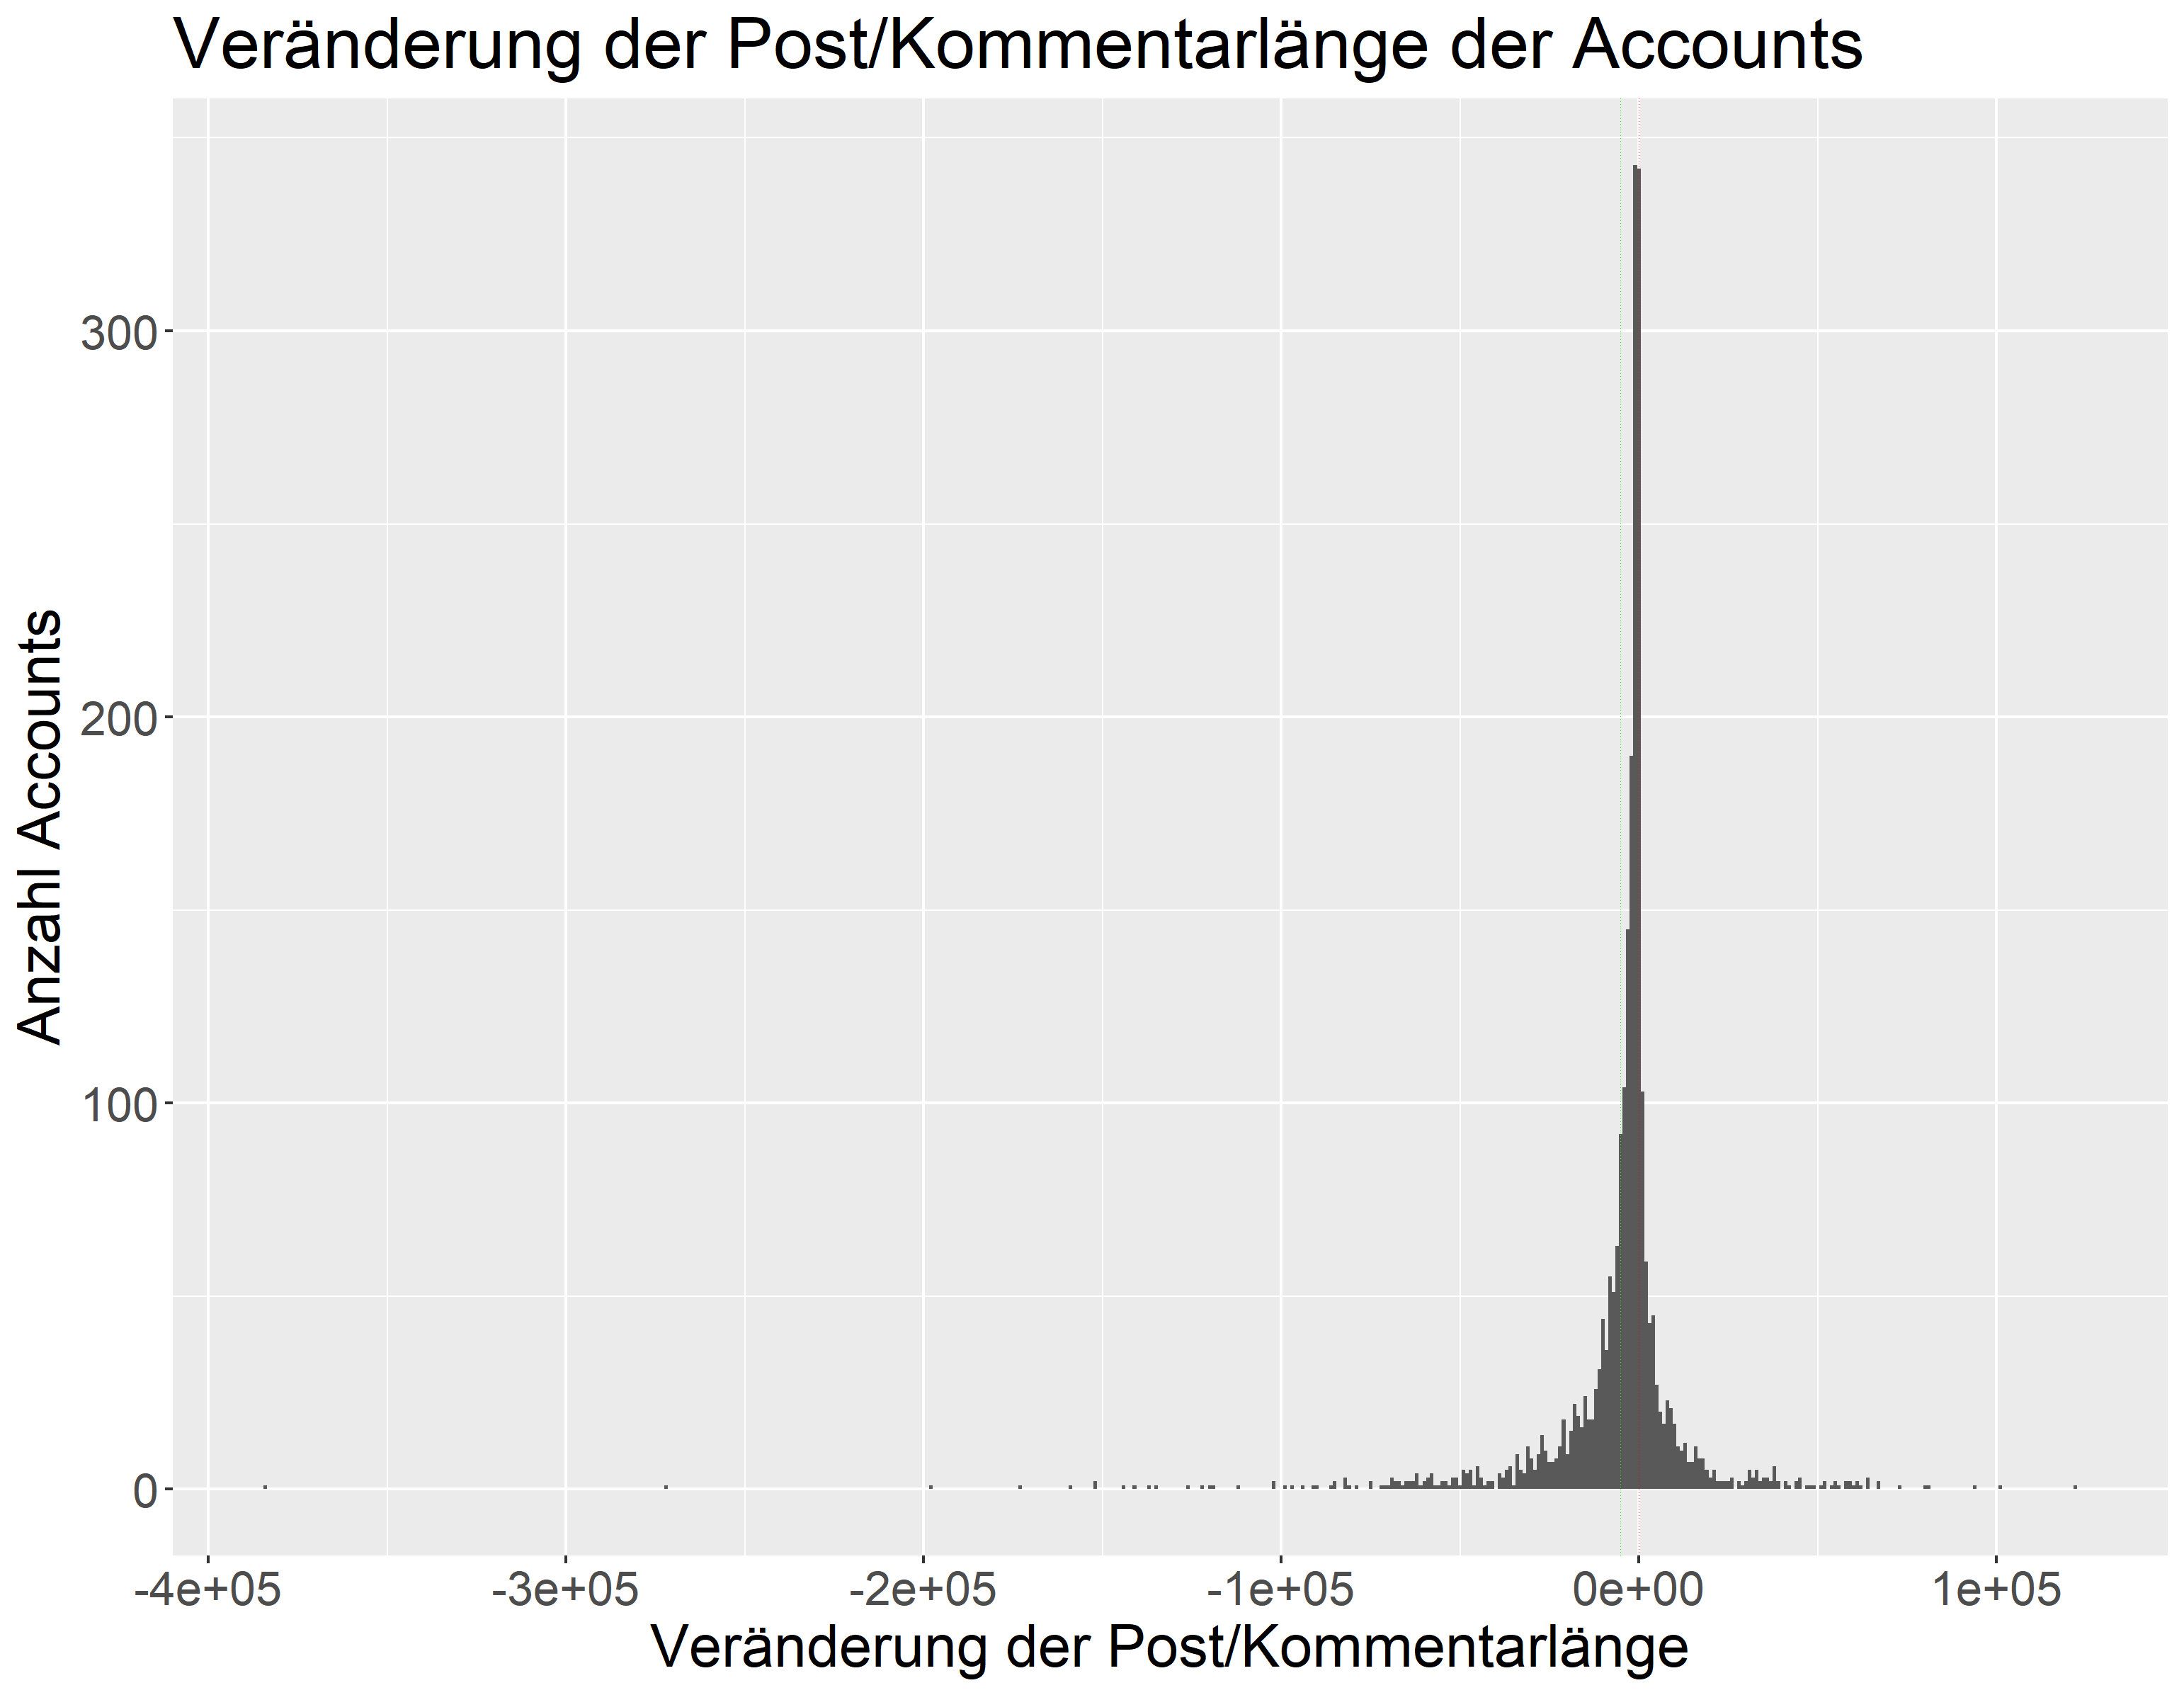 Veränderung der Post/Kommentarlänge der Accounts
Anzahl Accounts
300
200
100
0
-4e+05 -3e+05 -2e+05 -1e+05 0e+00 1e+05
Veränderung der Post/Kommentarlänge